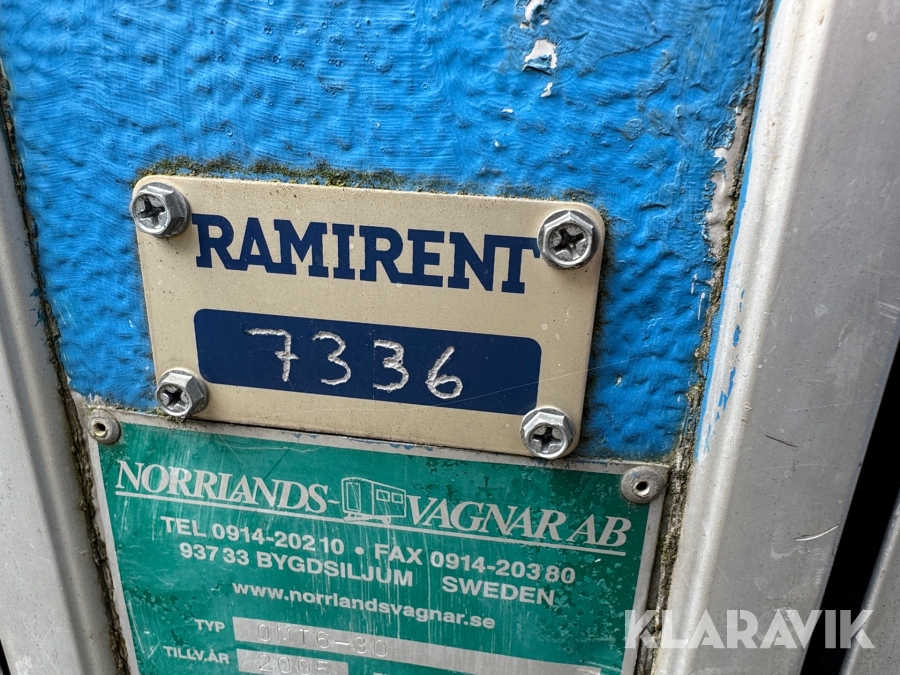 RAMIRENT
7336
NORRLANDS-VAGNAR AB
TEL 0914-202 10 • FAX 0914-203 80
937 33 BYGDSILJUM SWEDEN
www.norrlandsvagnar.se
TYP
TILLV.ÅR 2005
KLARAVIK